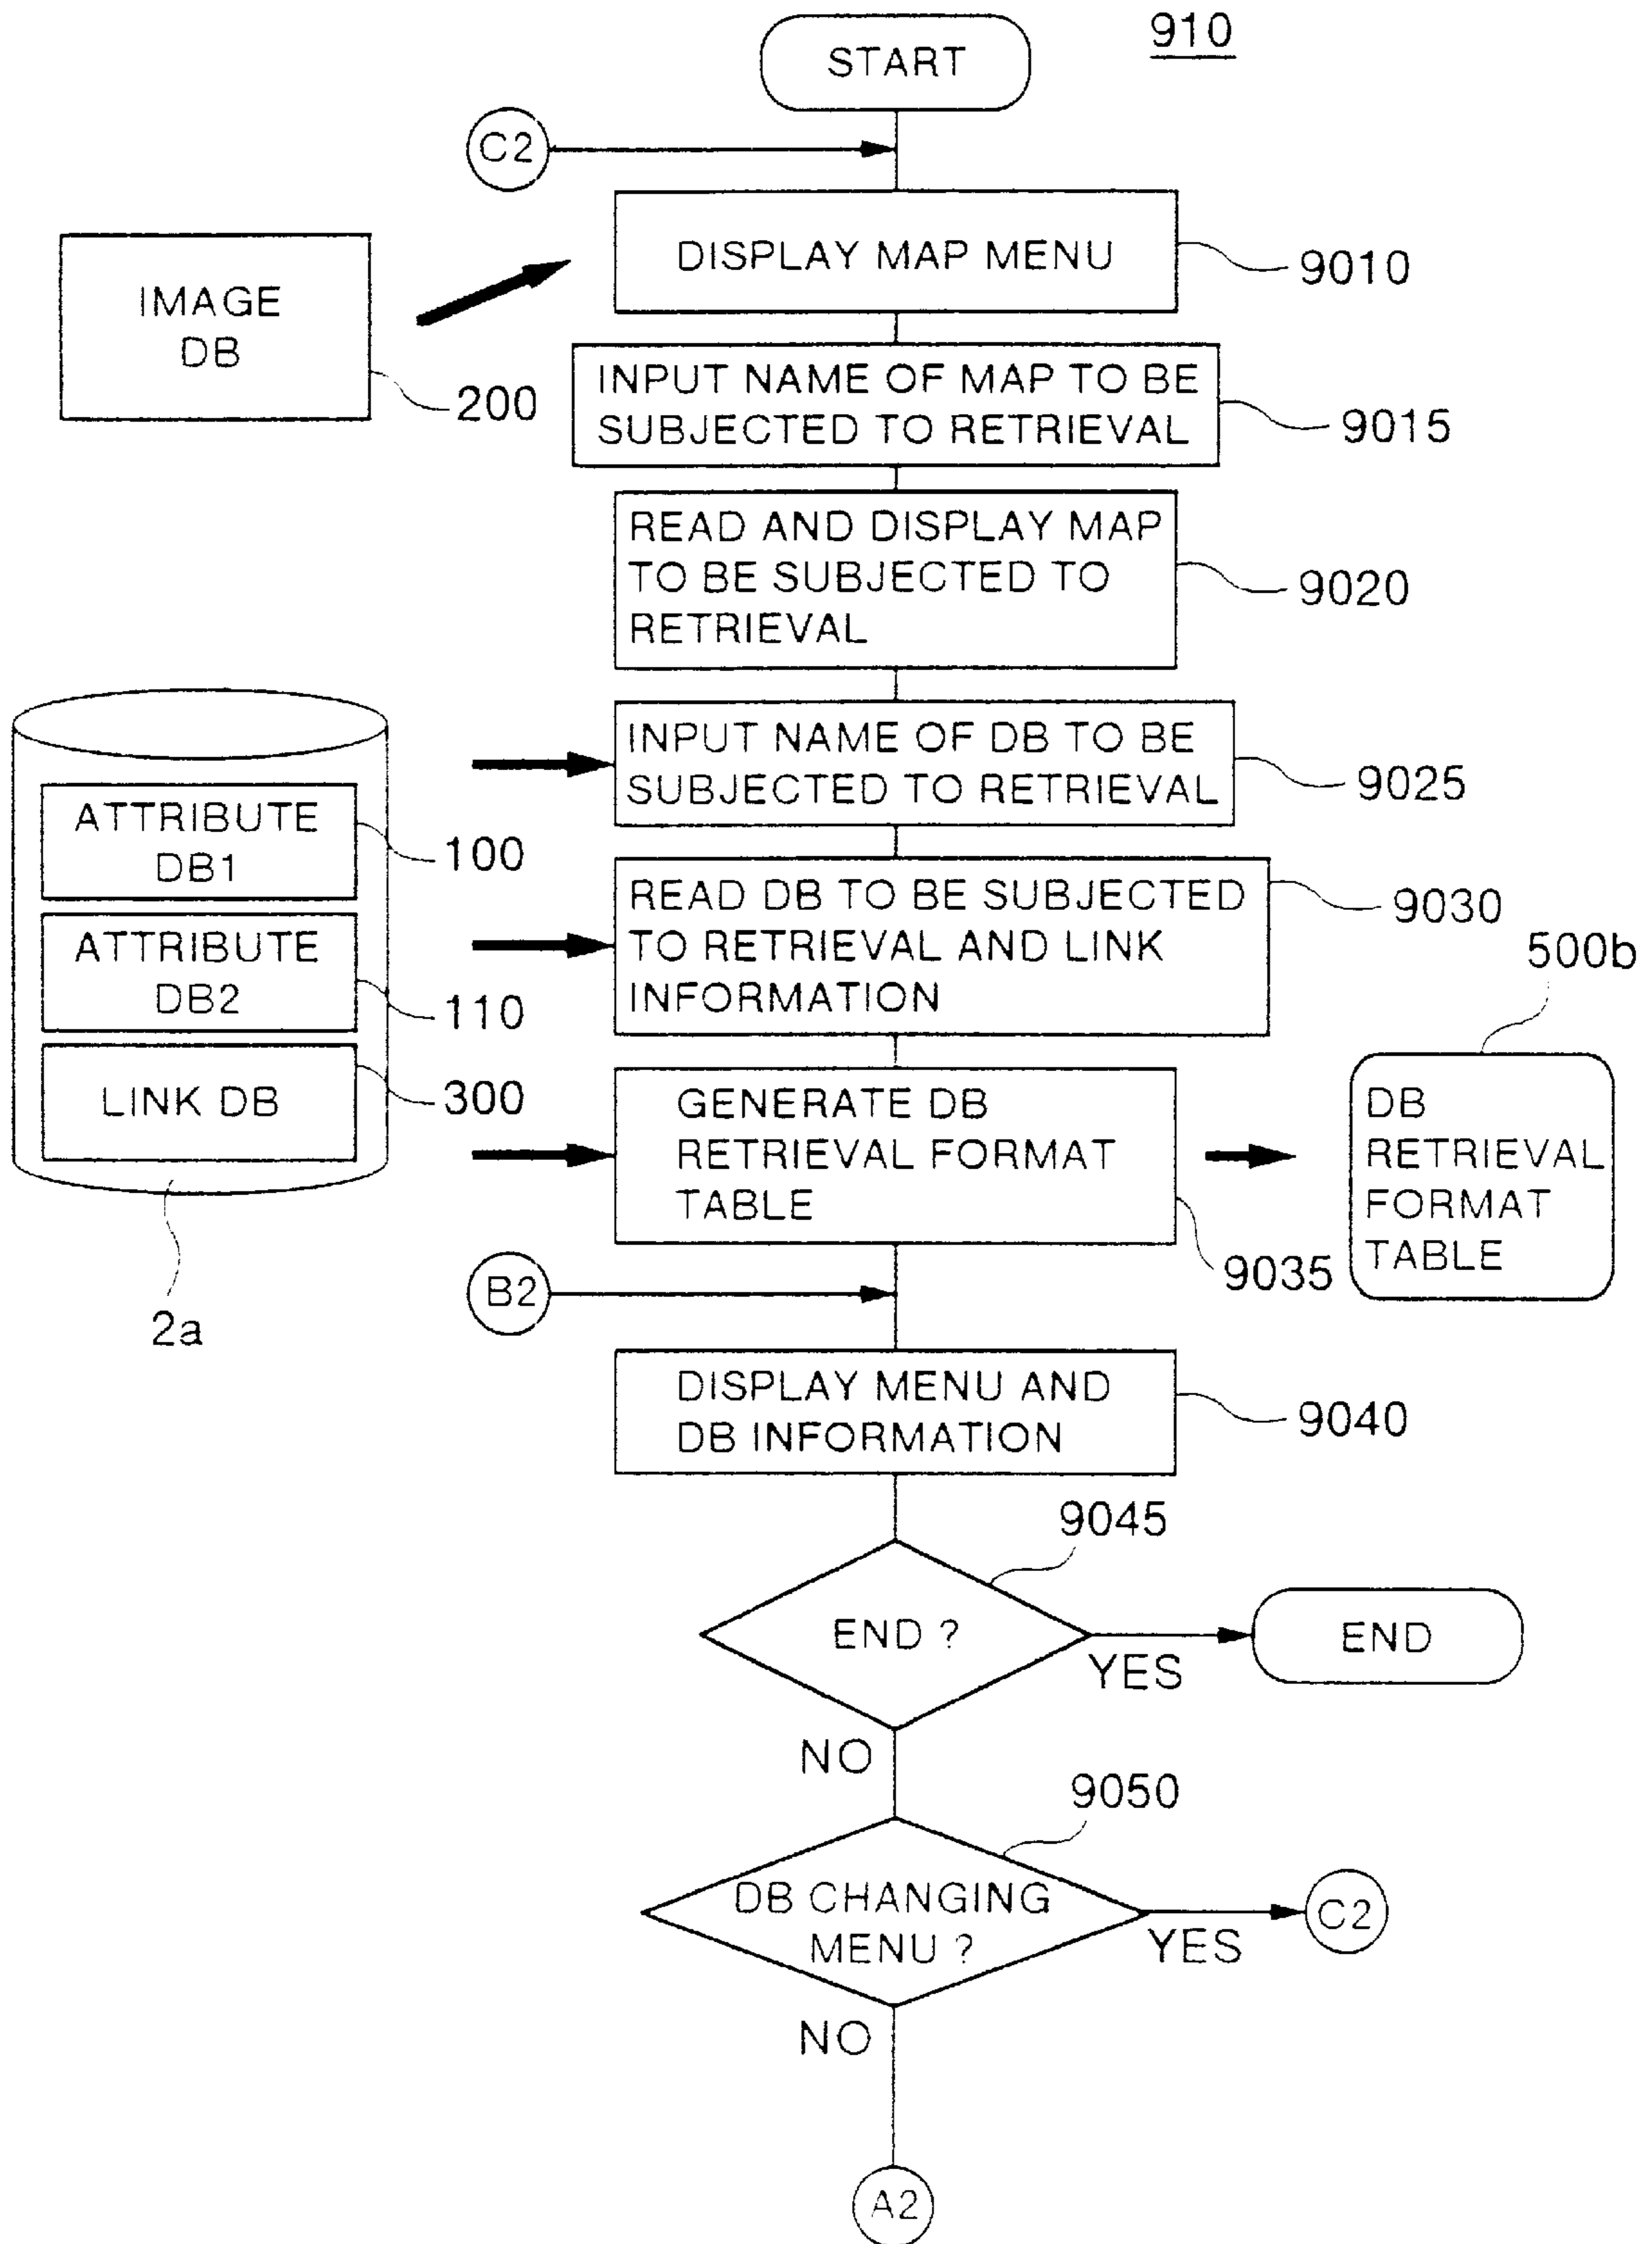 910
START
C2
DISPLAY MAP MENU
9010
IMAGE
DB
200
INPUT NAME OF MAP TO BE
SUBJECTED TO RETRIEVAL
9015
READ AND DISPLAY MAP
TO BE SUBJECTED TO
RETRIEVAL
9020
INPUT NAME OF DB TO BE
SUBJECTED TO RETRIEVAL
9025
ATTRIBUTE
DB1
100
READ DB TO BE SUBJECTED
TO RETRIEVAL AND LINK
INFORMATION
9030
ATTRIBUTE
DB2
110
LINK DB
300
2a
GENERATE DB
RETRIEVAL FORMAT
TABLE
9035
500b
DB
RETRIEVAL
FORMAT
TABLE
B2
DISPLAY MENU AND
DB INFORMATION
9040
9045
END ?
YES
END
NO
9050
DB CHANGING
MENU ?
YES
C2
NO
A2